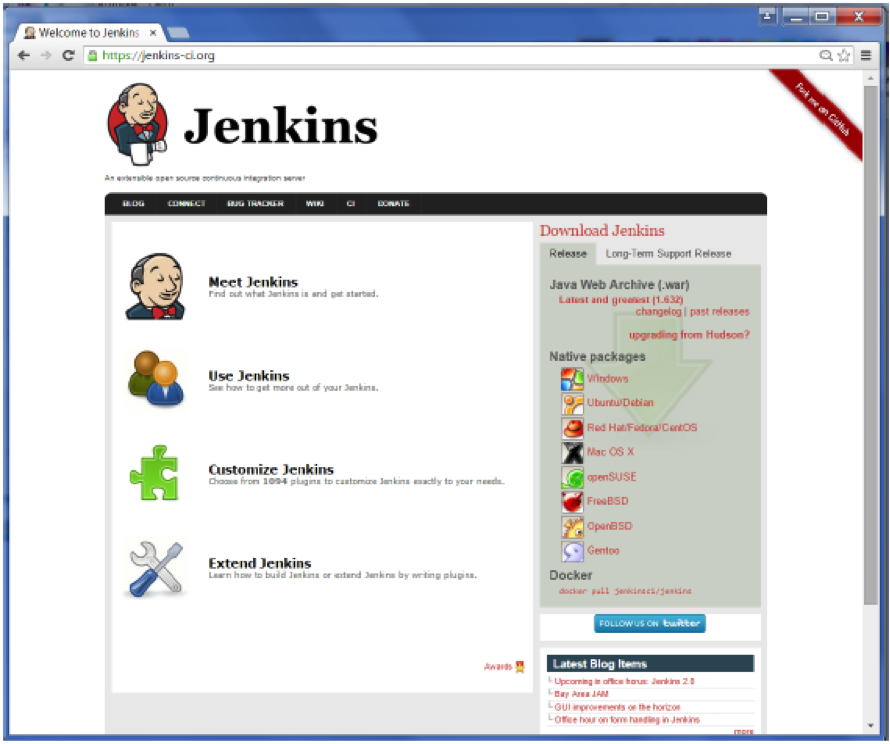 Welcome to Jenkins
https://jenkins-ci.org
Fork me on GitHub
Jenkins
An extensible open source continuous integration server
BLOG CONNECT BUG TRACKER WIKI CI DONATE
Meet Jenkins
Find out what Jenkins is and get started.
Use Jenkins
See how to get more out of your Jenkins.
Customize Jenkins
Choose from 1094 plugins to customize Jenkins exactly to your needs.
Extend Jenkins
Learn how to build Jenkins or extend Jenkins by writing plugins.
Awards
Download Jenkins
Release Long-Term Support Release
Java Web Archive (.war)
Latest and greatest (1.632)
changelog | past releases
upgrading from Hudson?
Native packages
Windows
Ubuntu/Debian
Red Hat/Fedora/CentOS
Mac OS X
openSUSE
FreeBSD
OpenBSD
Gentoo
Docker
docker pull jenkinsci/jenkins
FOLLOW US ON twitter
Latest Blog Items
Upcoming in office horus: Jenkins 2.0
Bay Area JAM
GUI improvements on the horizon
Office hour on form handling in Jenkins
more